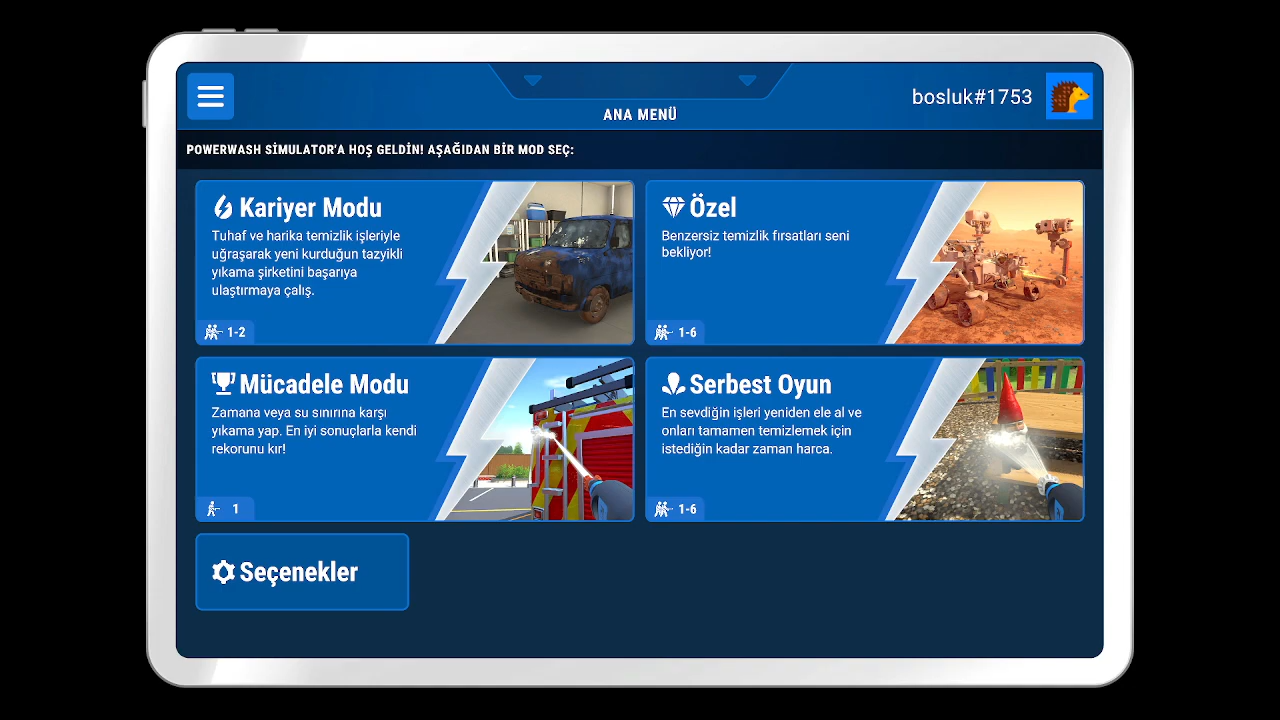 bosluk#1753
ANA MENÜ
POWERWASH SİMULATOR'A HOŞ GELDİN! AŞAĞIDAN BİR MOD SEÇ:
Kariyer Modu
Tuhaf ve harika temizlik işleriyle
uğraşarak yeni kurduğun tazyikli
yıkama şirketini başarıya
ulaştırmaya çalış.
1-2
Özel
Benzersiz temizlik fırsatları seni
bekliyor!
1-6
Mücadele Modu
Zamana veya su sınırına karşı
yıkama yap. En iyi sonuçlarla kendi
rekorunu kır!
1
Serbest Oyun
En sevdiğin işleri yeniden ele al ve
onları tamamen temizlemek için
istediğin kadar zaman harca.
1-6
Seçenekler